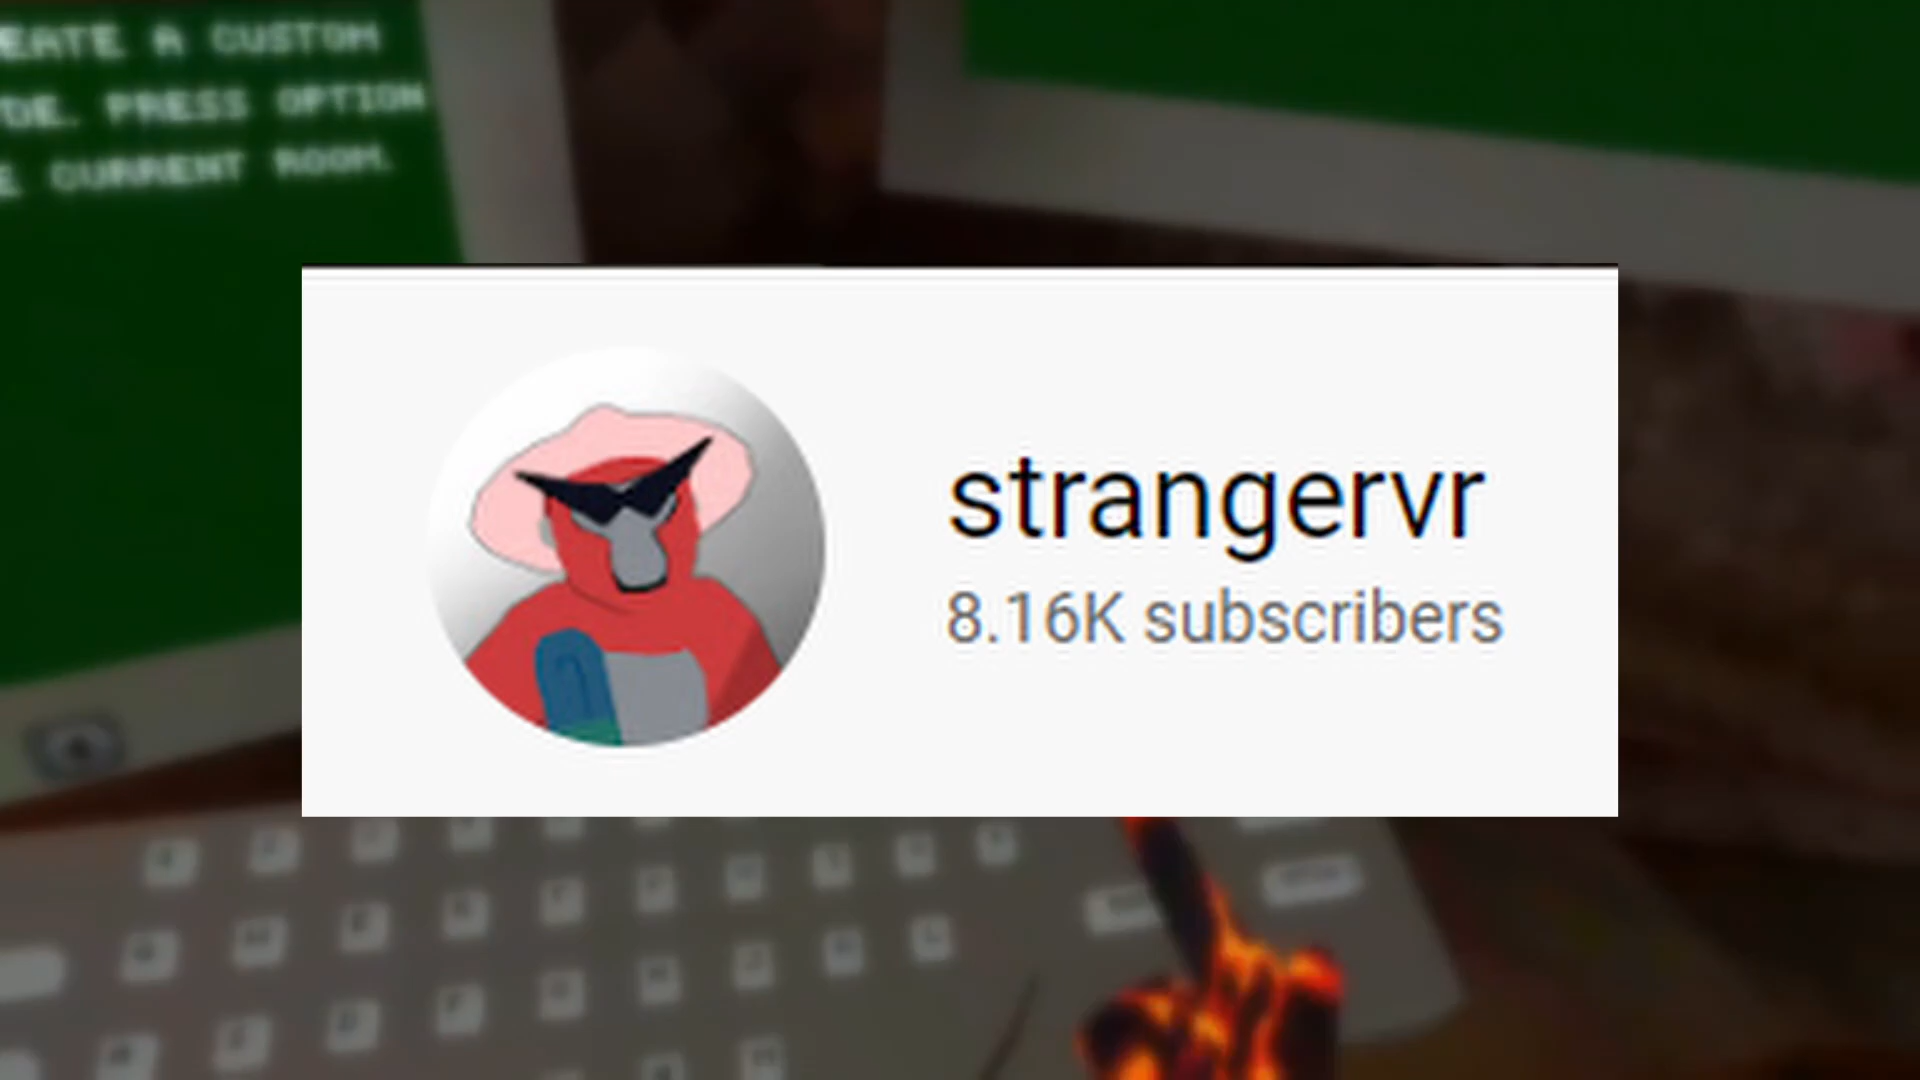 EATE A CUSTOM
DE. PRESS OPTION
E CURRENT ROOM.
strangervr
8.16K subscribers